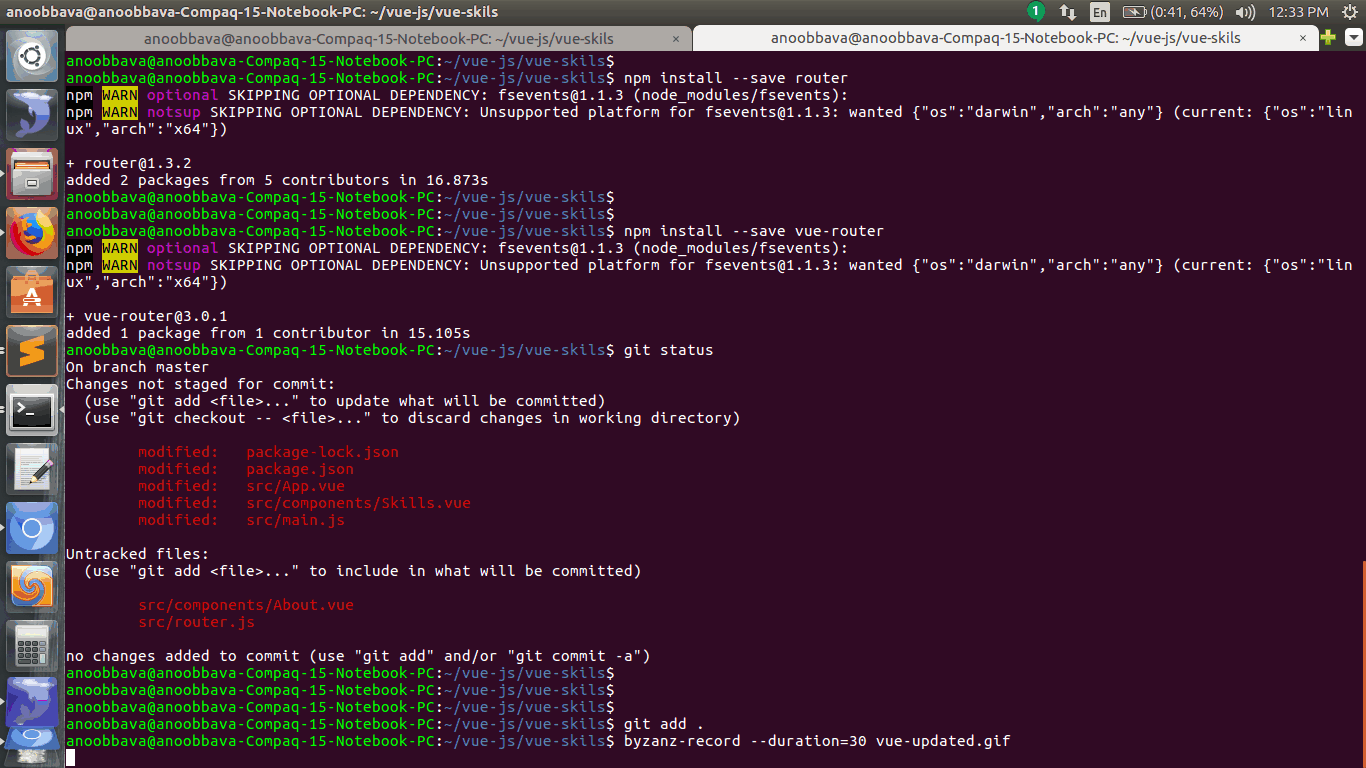 anoobbava@anoobbava-Compaq-15-Notebook-PC: ~/vue-js/vue-skils 1 En (0:41, 64%) 12:33 PM
anoobbava@anoobbava-Compaq-15-Notebook-PC: ~/vue-js/vue-skils × anoobbava@anoobbava-Compaq-15-Notebook-PC: ~/vue-js/vue-skils ×
anoobbava@anoobbava-Compaq-15-Notebook-PC:~/vue-js/vue-skils$
anoobbava@anoobbava-Compaq-15-Notebook-PC:~/vue-js/vue-skils$ npm install --save router
npm WARN optional SKIPPING OPTIONAL DEPENDENCY: fsevents@1.1.3 (node_modules/fsevents):
npm WARN notsup SKIPPING OPTIONAL DEPENDENCY: Unsupported platform for fsevents@1.1.3: wanted {"os":"darwin","arch":"any"} (current: {"os":"lin
ux","arch":"x64"})
+ router@1.3.2
added 2 packages from 5 contributors in 16.873s
anoobbava@anoobbava-Compaq-15-Notebook-PC:~/vue-js/vue-skils$
anoobbava@anoobbava-Compaq-15-Notebook-PC:~/vue-js/vue-skils$
anoobbava@anoobbava-Compaq-15-Notebook-PC:~/vue-js/vue-skils$ npm install --save vue-router
npm WARN optional SKIPPING OPTIONAL DEPENDENCY: fsevents@1.1.3 (node_modules/fsevents):
npm WARN notsup SKIPPING OPTIONAL DEPENDENCY: Unsupported platform for fsevents@1.1.3: wanted {"os":"darwin","arch":"any"} (current: {"os":"lin
ux","arch":"x64"})
+ vue-router@3.0.1
added 1 package from 1 contributor in 15.105s
anoobbava@anoobbava-Compaq-15-Notebook-PC:~/vue-js/vue-skils$ git status
On branch master
Changes not staged for commit:
(use "git add <file>..." to update what will be committed)
(use "git checkout -- <file>..." to discard changes in working directory)
modified: package-lock.json
modified: package.json
modified: src/App.vue
modified: src/components/Skills.vue
modified: src/main.js
Untracked files:
(use "git add <file>..." to include in what will be committed)
src/components/About.vue
src/router.js
no changes added to commit (use "git add" and/or "git commit -a")
anoobbava@anoobbava-Compaq-15-Notebook-PC:~/vue-js/vue-skils$
anoobbava@anoobbava-Compaq-15-Notebook-PC:~/vue-js/vue-skils$
anoobbava@anoobbava-Compaq-15-Notebook-PC:~/vue-js/vue-skils$
anoobbava@anoobbava-Compaq-15-Notebook-PC:~/vue-js/vue-skils$ git add .
anoobbava@anoobbava-Compaq-15-Notebook-PC:~/vue-js/vue-skils$ byzanz-record --duration=30 vue-updated.gif